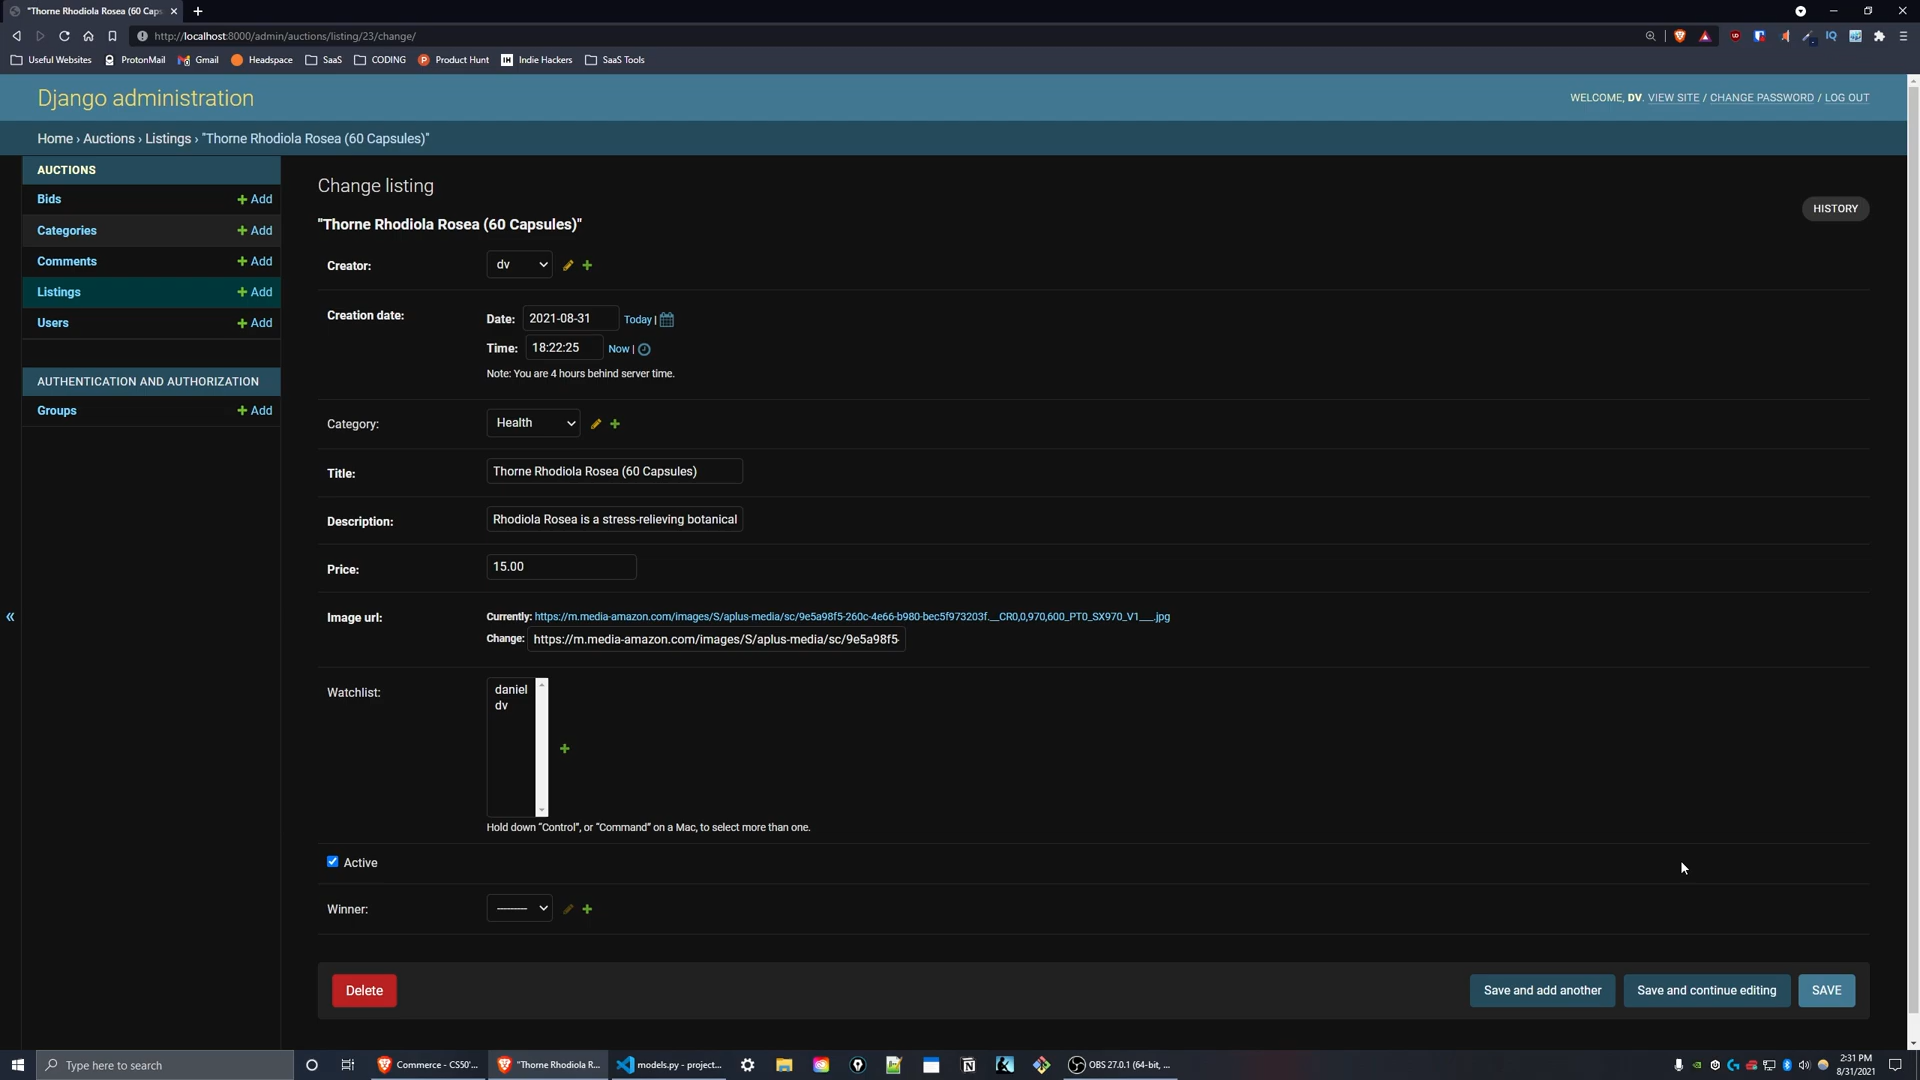 "Thorne Rhodiola Rosea (60 Cap
http://localhost:8000/admin/auctions/listing/23/change/
Useful Websites ProtonMail Gmail Headspace SaaS CODING Product Hunt Indie Hackers SaaS Tools
Django administration
WELCOME, DV. VIEW SITE / CHANGE PASSWORD / LOG OUT
Home › Auctions › Listings › "Thorne Rhodiola Rosea (60 Capsules)"
AUCTIONS
Bids + Add
Categories + Add
Comments + Add
Listings + Add
Users + Add
AUTHENTICATION AND AUTHORIZATION
Groups + Add
«
Change listing
HISTORY
"Thorne Rhodiola Rosea (60 Capsules)"
Creator: dv
Creation date:
Date: 2021-08-31 Today |
Time: 18:22:25 Now |
Note: You are 4 hours behind server time.
Category: Health
Title: Thorne Rhodiola Rosea (60 Capsules)
Description: Rhodiola Rosea is a stress-relieving botanical
Price: 15.00
Image url: Currently: https://m.media-amazon.com/images/S/aplus-media/sc/9e5a98f5-260c-4e66-b980-bec5f973203f.__CR0,0,970,600_PT0_SX970_V1___.jpg
Change: https://m.media-amazon.com/images/S/aplus-media/sc/9e5a98f5-
Watchlist:
daniel
dv
Hold down “Control”, or “Command” on a Mac, to select more than one.
Active
Winner: ---------
Delete
Save and add another
Save and continue editing
SAVE
Type here to search
Commerce - CS50'...
"Thorne Rhodiola R...
models.py - project...
OBS 27.0.1 (64-bit, ...
2:31 PM
8/31/2021